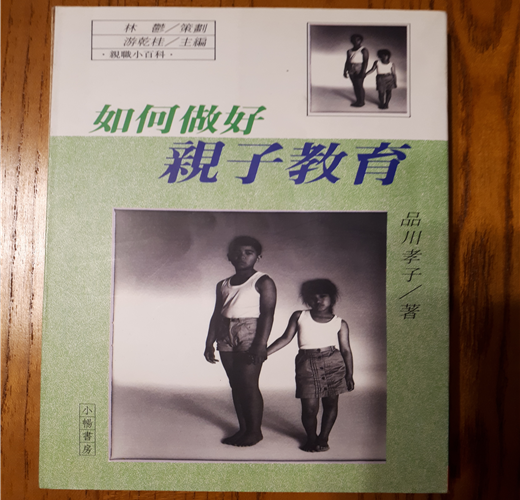 林 鬱／策劃
游乾桂／主編
·親職小百科·
如何做好
親子教育
品川孝子／著
小暢書房